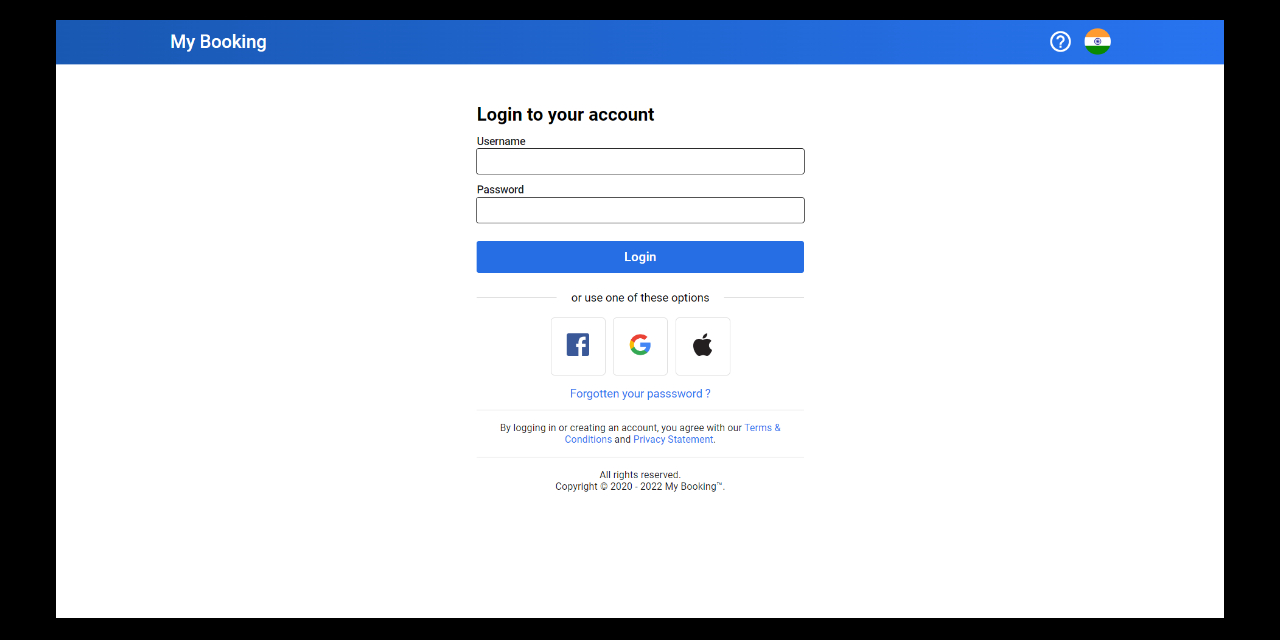 My Booking
Login to your account
Username
Password
Login
or use one of these options
Forgotten your passsword ?
By logging in or creating an account, you agree with our Terms &
Conditions and Privacy Statement.
All rights reserved.
Copyright © 2020 - 2022 My Booking™.